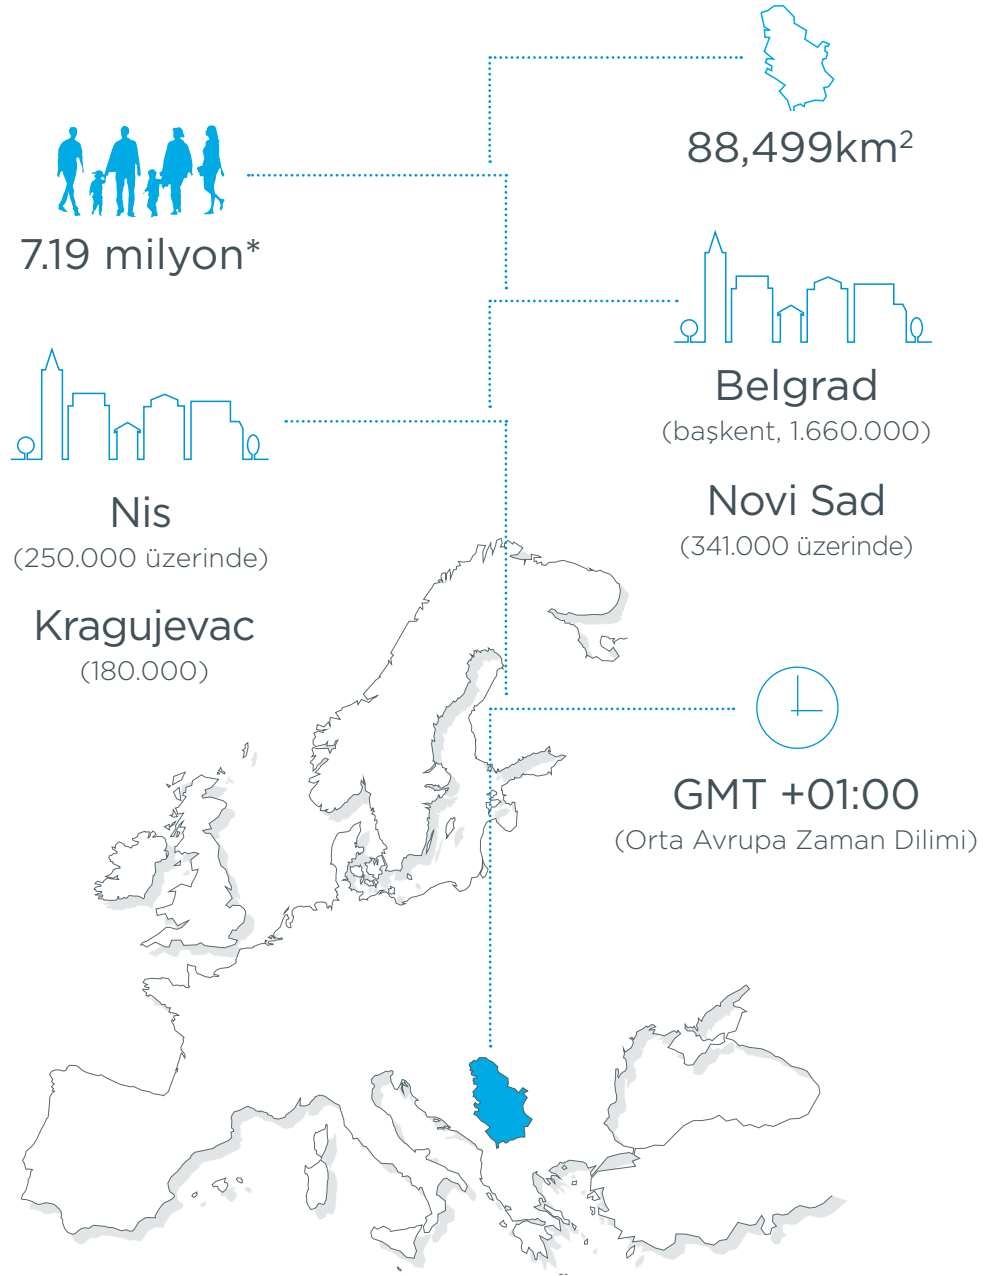 88,499km²
7.19 milyon*
Belgrad
(başkent, 1.660.000)
Nis
(250.000 üzerinde)
Novi Sad
(341.000 üzerinde)
Kragujevac
(180.000)
GMT +01:00
(Orta Avrupa Zaman Dilimi)